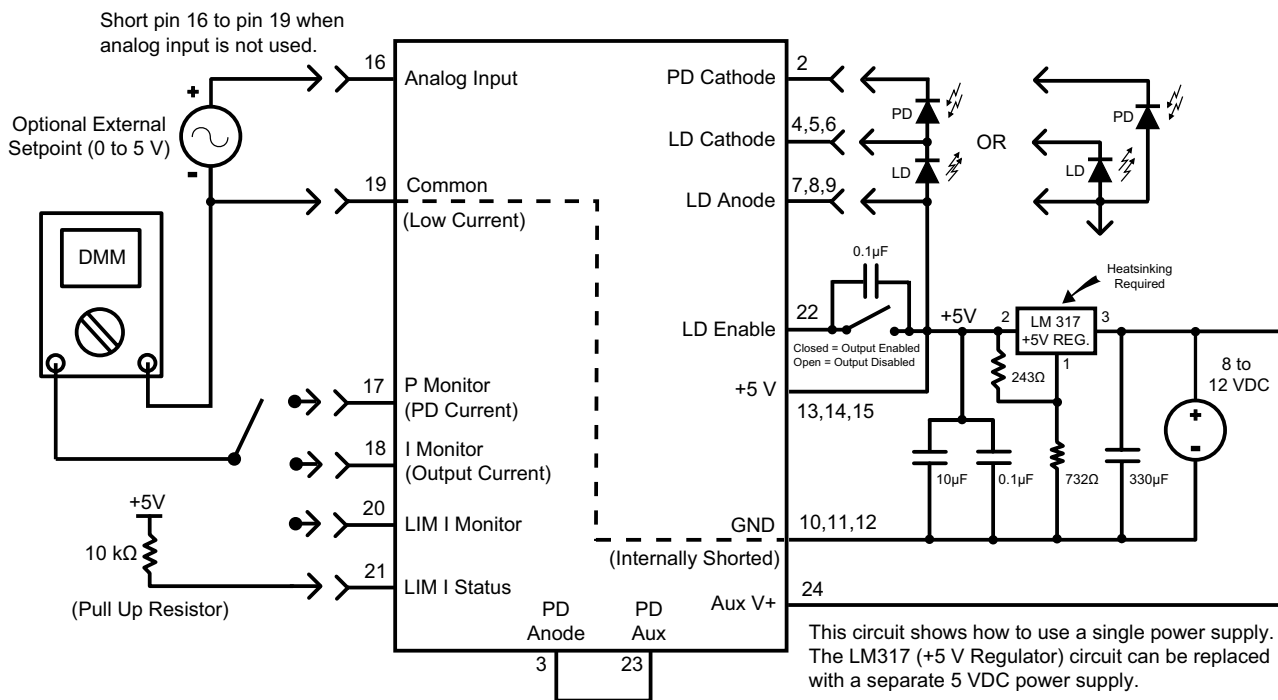 Short pin 16 to pin 19 when
analog input is not used.
16
Analog Input
+
Optional External
Setpoint (0 to 5 V)
-
19
Common
(Low Current)
DMM
17
P Monitor
(PD Current)
18
I Monitor
(Output Current)
+5V
20
LIM I Monitor
10 kΩ
21
LIM I Status
(Pull Up Resistor)
PD
Anode
3
PD
Aux
23
PD Cathode
2
PD
LD Cathode
4,5,6
LD
LD Anode
7,8,9
OR
PD
LD
0.1µF
Heatsinking
Required
LD Enable
22
Closed = Output Enabled
Open = Output Disabled
+5V
2
LM 317
+5V REG.
3
1
243Ω
8 to
12 VDC
+
-
+5 V
13,14,15
10µF
0.1µF
732Ω
330µF
GND
10,11,12
(Internally Shorted)
Aux V+
24
This circuit shows how to use a single power supply.
The LM317 (+5 V Regulator) circuit can be replaced
with a separate 5 VDC power supply.